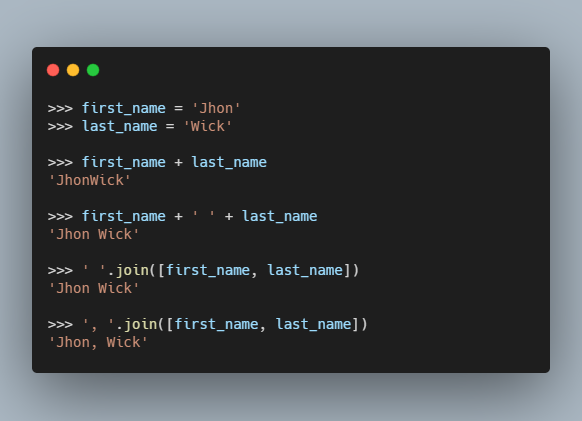 >>> first_name = 'Jhon'
>>> last_name = 'Wick'
>>> first_name + last_name
'JhonWick'
>>> first_name + ' ' + last_name
'Jhon Wick'
>>> ' '.join([first_name, last_name])
'Jhon Wick'
>>> ', '.join([first_name, last_name])
'Jhon, Wick'